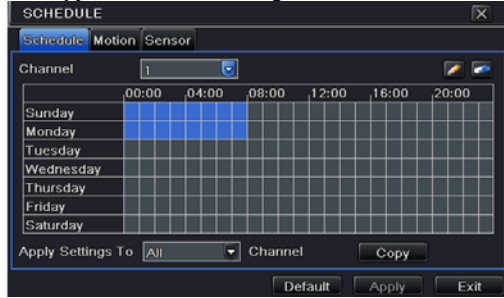 SCHEDULE
Schedule Motion Sensor
Channel 1
00:00 04:00 08:00 12:00 16:00 20:00
Sunday
Monday
Tuesday
Wednesday
Thursday
Friday
Saturday
Apply Settings To All Channel Copy
Default Apply Exit